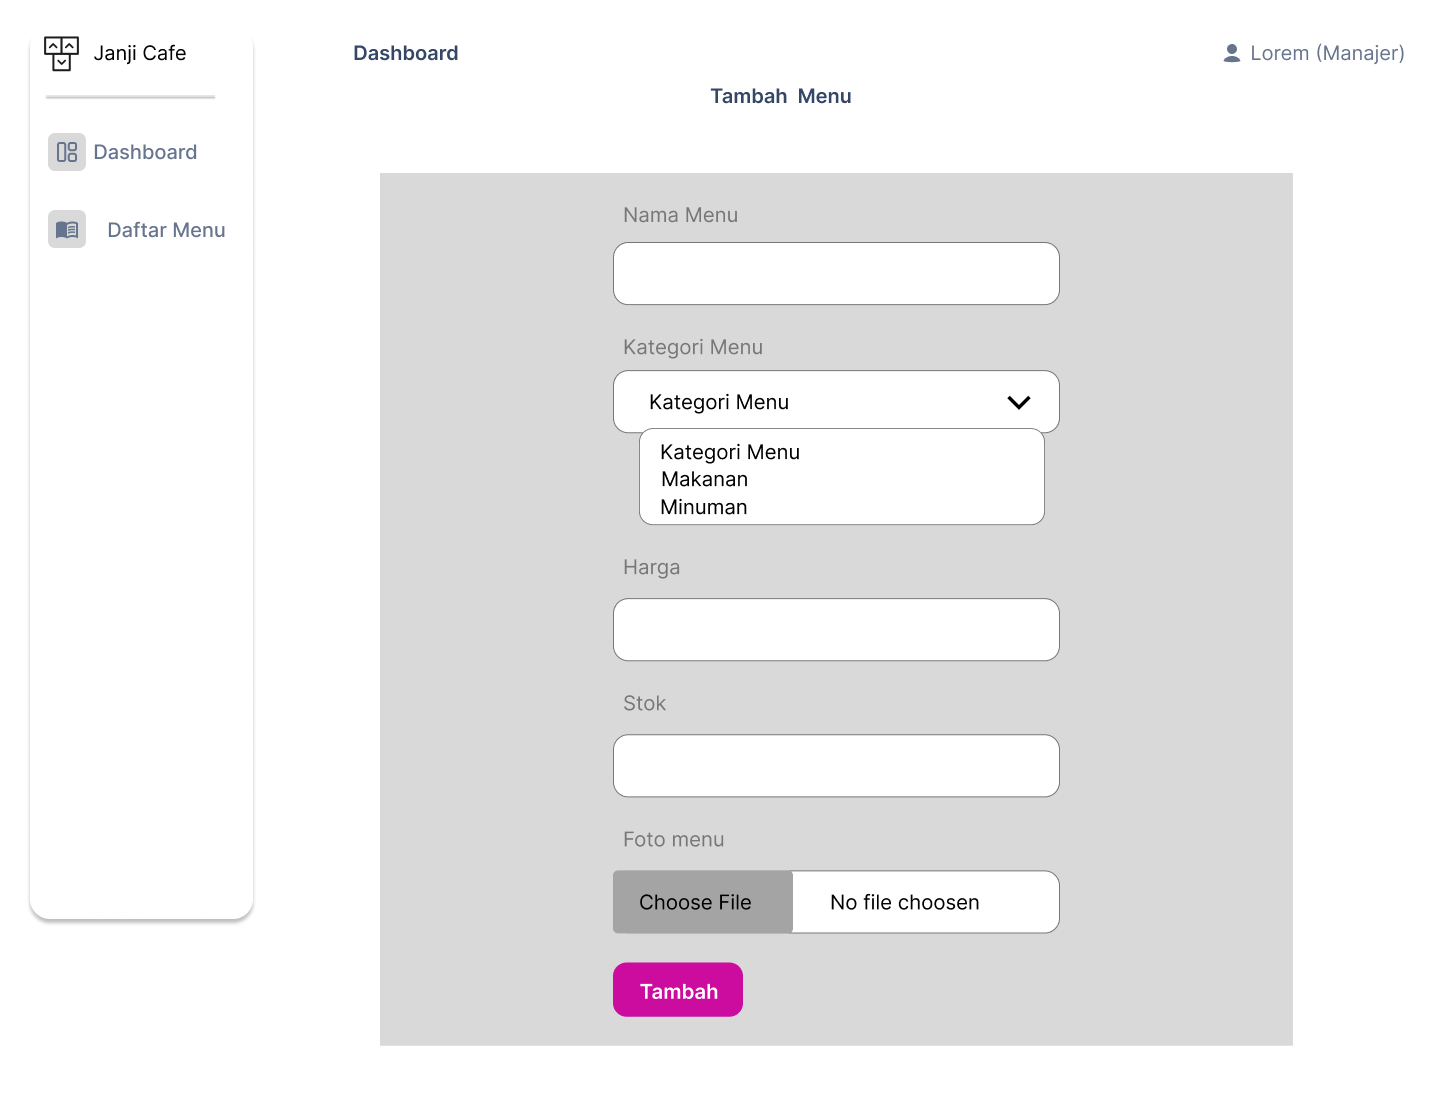 Janji Cafe
Dashboard
Daftar Menu
Dashboard
Lorem (Manajer)
Tambah Menu
Nama Menu
Kategori Menu
Kategori Menu
Kategori Menu
Makanan
Minuman
Harga
Stok
Foto menu
Choose File
No file choosen
Tambah